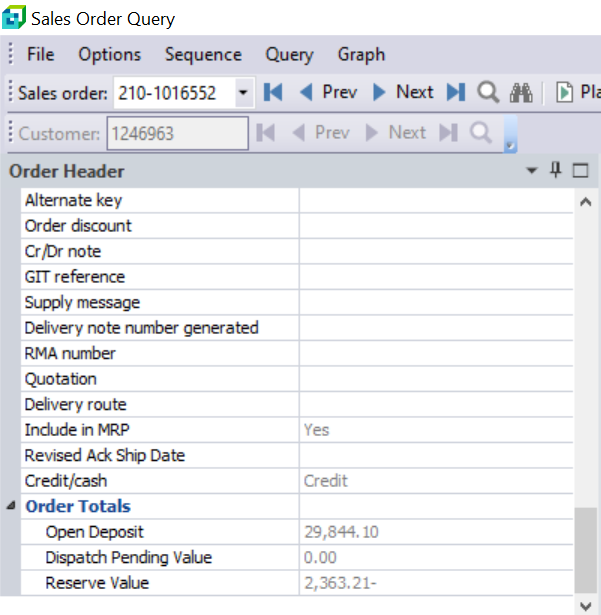 Sales Order Query
File Options Sequence Query Graph
Sales order: 210-1016552 Prev Next
Customer: 1246963 Prev Next
Order Header
Alternate key
Order discount
Cr/Dr note
GIT reference
Supply message
Delivery note number generated
RMA number
Quotation
Delivery route
Include in MRP Yes
Revised Ack Ship Date
Credit/cash Credit
Order Totals
Open Deposit 29,844.10
Dispatch Pending Value 0.00
Reserve Value 2,363.21-